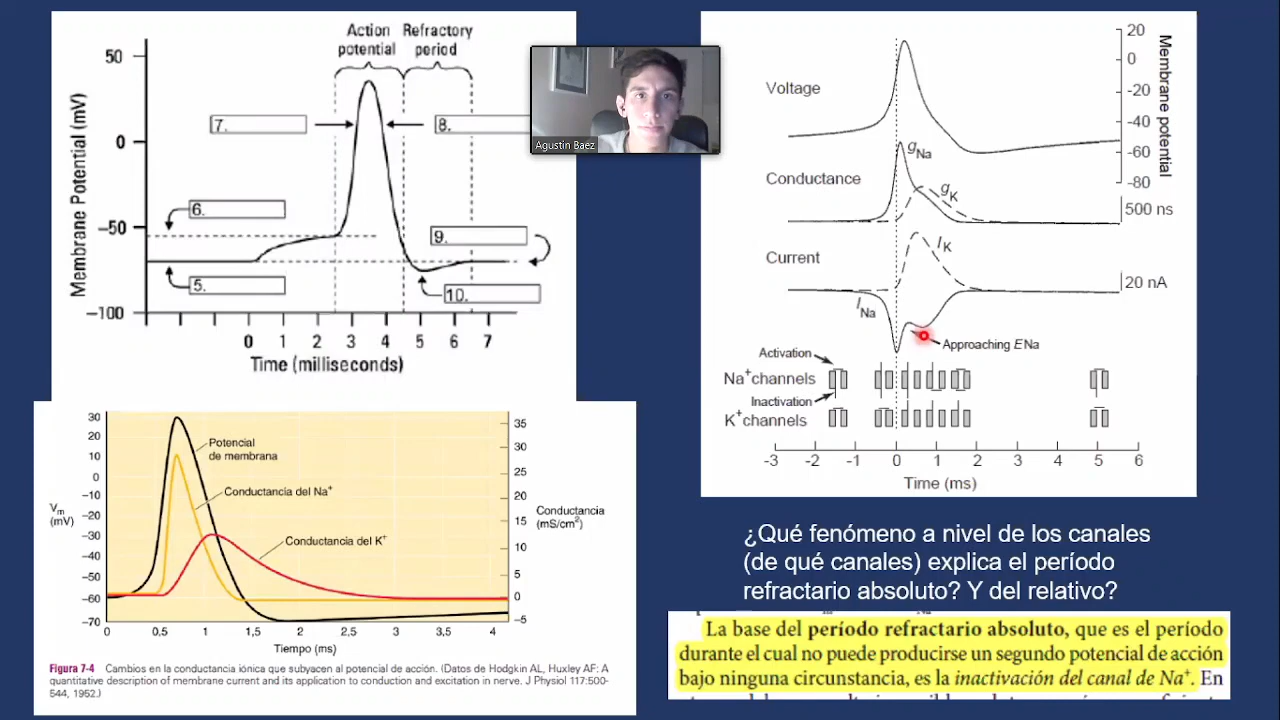 Action Refractory
potential period
50
0
−50
−100
Membrane Potential (mV)
7.
8.
6.
9.
5.
10.
0 1 2 3 4 5 6 7
Time (milliseconds)
Agustin Baez
Voltage
Conductance
Current
gNa
gK
IK
INa
20
0
-20
-40
-60
-80
Membrane potential
500 ns
20 nA
Approaching ENa
Activation
Na+channels
Inactivation
K+channels
-3 -2 -1 0 1 2 3 4 5 6
Time (ms)
30
20
10
0
−10
−20
−30
−40
−50
−60
−70
Vm
(mV)
Potencial
de membrana
Conductancia del Na+
Conductancia del K+
35
30
25
20
15
10
5
0
−5
Conductancia
(mS/cm2)
0 0,5 1 1,5 2 2,5 3 3,5 4
Tiempo (ms)
Figura 7-4 Cambios en la conductancia iónica que subyacen al potencial de acción. (Datos de Hodgkin AL, Huxley AF: A
quantitative description of membrane current and its application to conduction and excitation in nerve. J Physiol 117:500-
544, 1952.)
¿Qué fenómeno a nivel de los canales
(de qué canales) explica el período
refractario absoluto? Y del relativo?
La base del período refractario absoluto, que es el período
durante el cual no puede producirse un segundo potencial de acción
bajo ninguna circunstancia, es la inactivación del canal de Na+. En